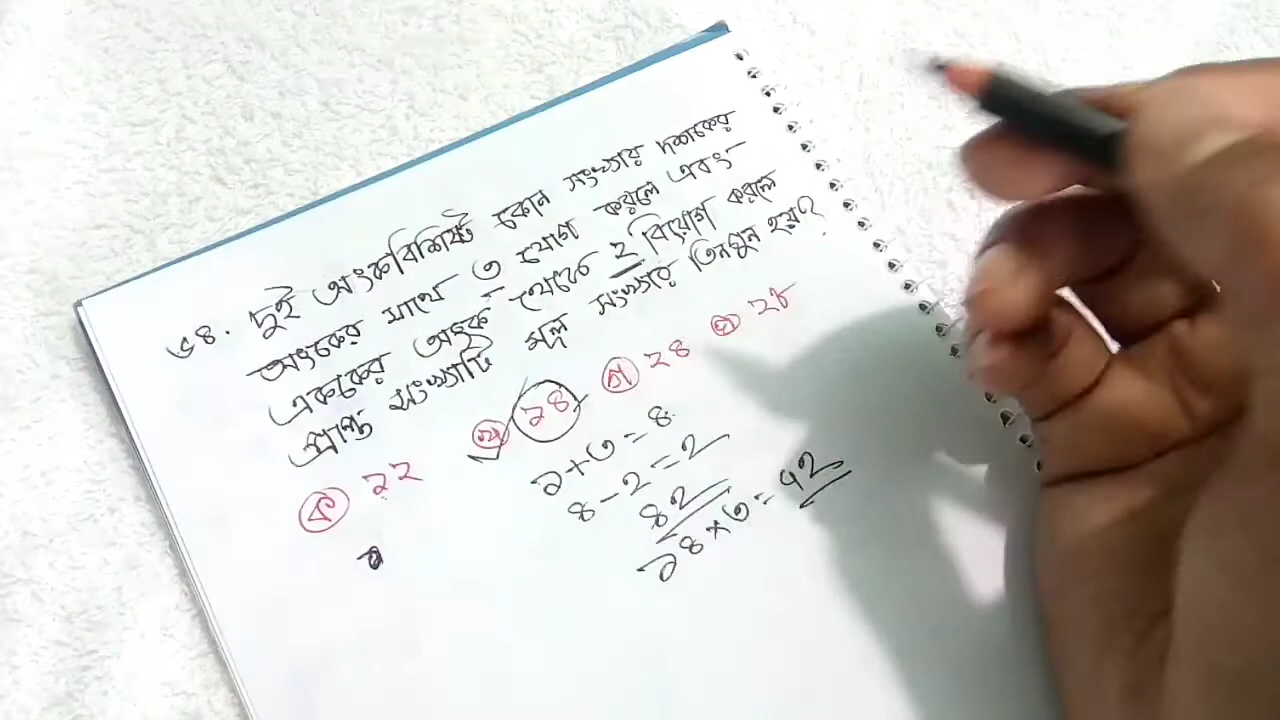 ৬৪. দুই অংকবিশিষ্ট কোন সংখ্যার দশকের
অংকের সাথে ৩ যোগ করলে এবং
এককের অংক থেকে ২ বিয়োগ করলে
প্রাপ্ত সংখ্যাটি মূল সংখ্যার তিনগুন হয়?
ক ১২ খ ১৪ গ ২৪ ঘ ২৮
১+৩=৪
৪-২=২
৪২
১৪×৩=৪২